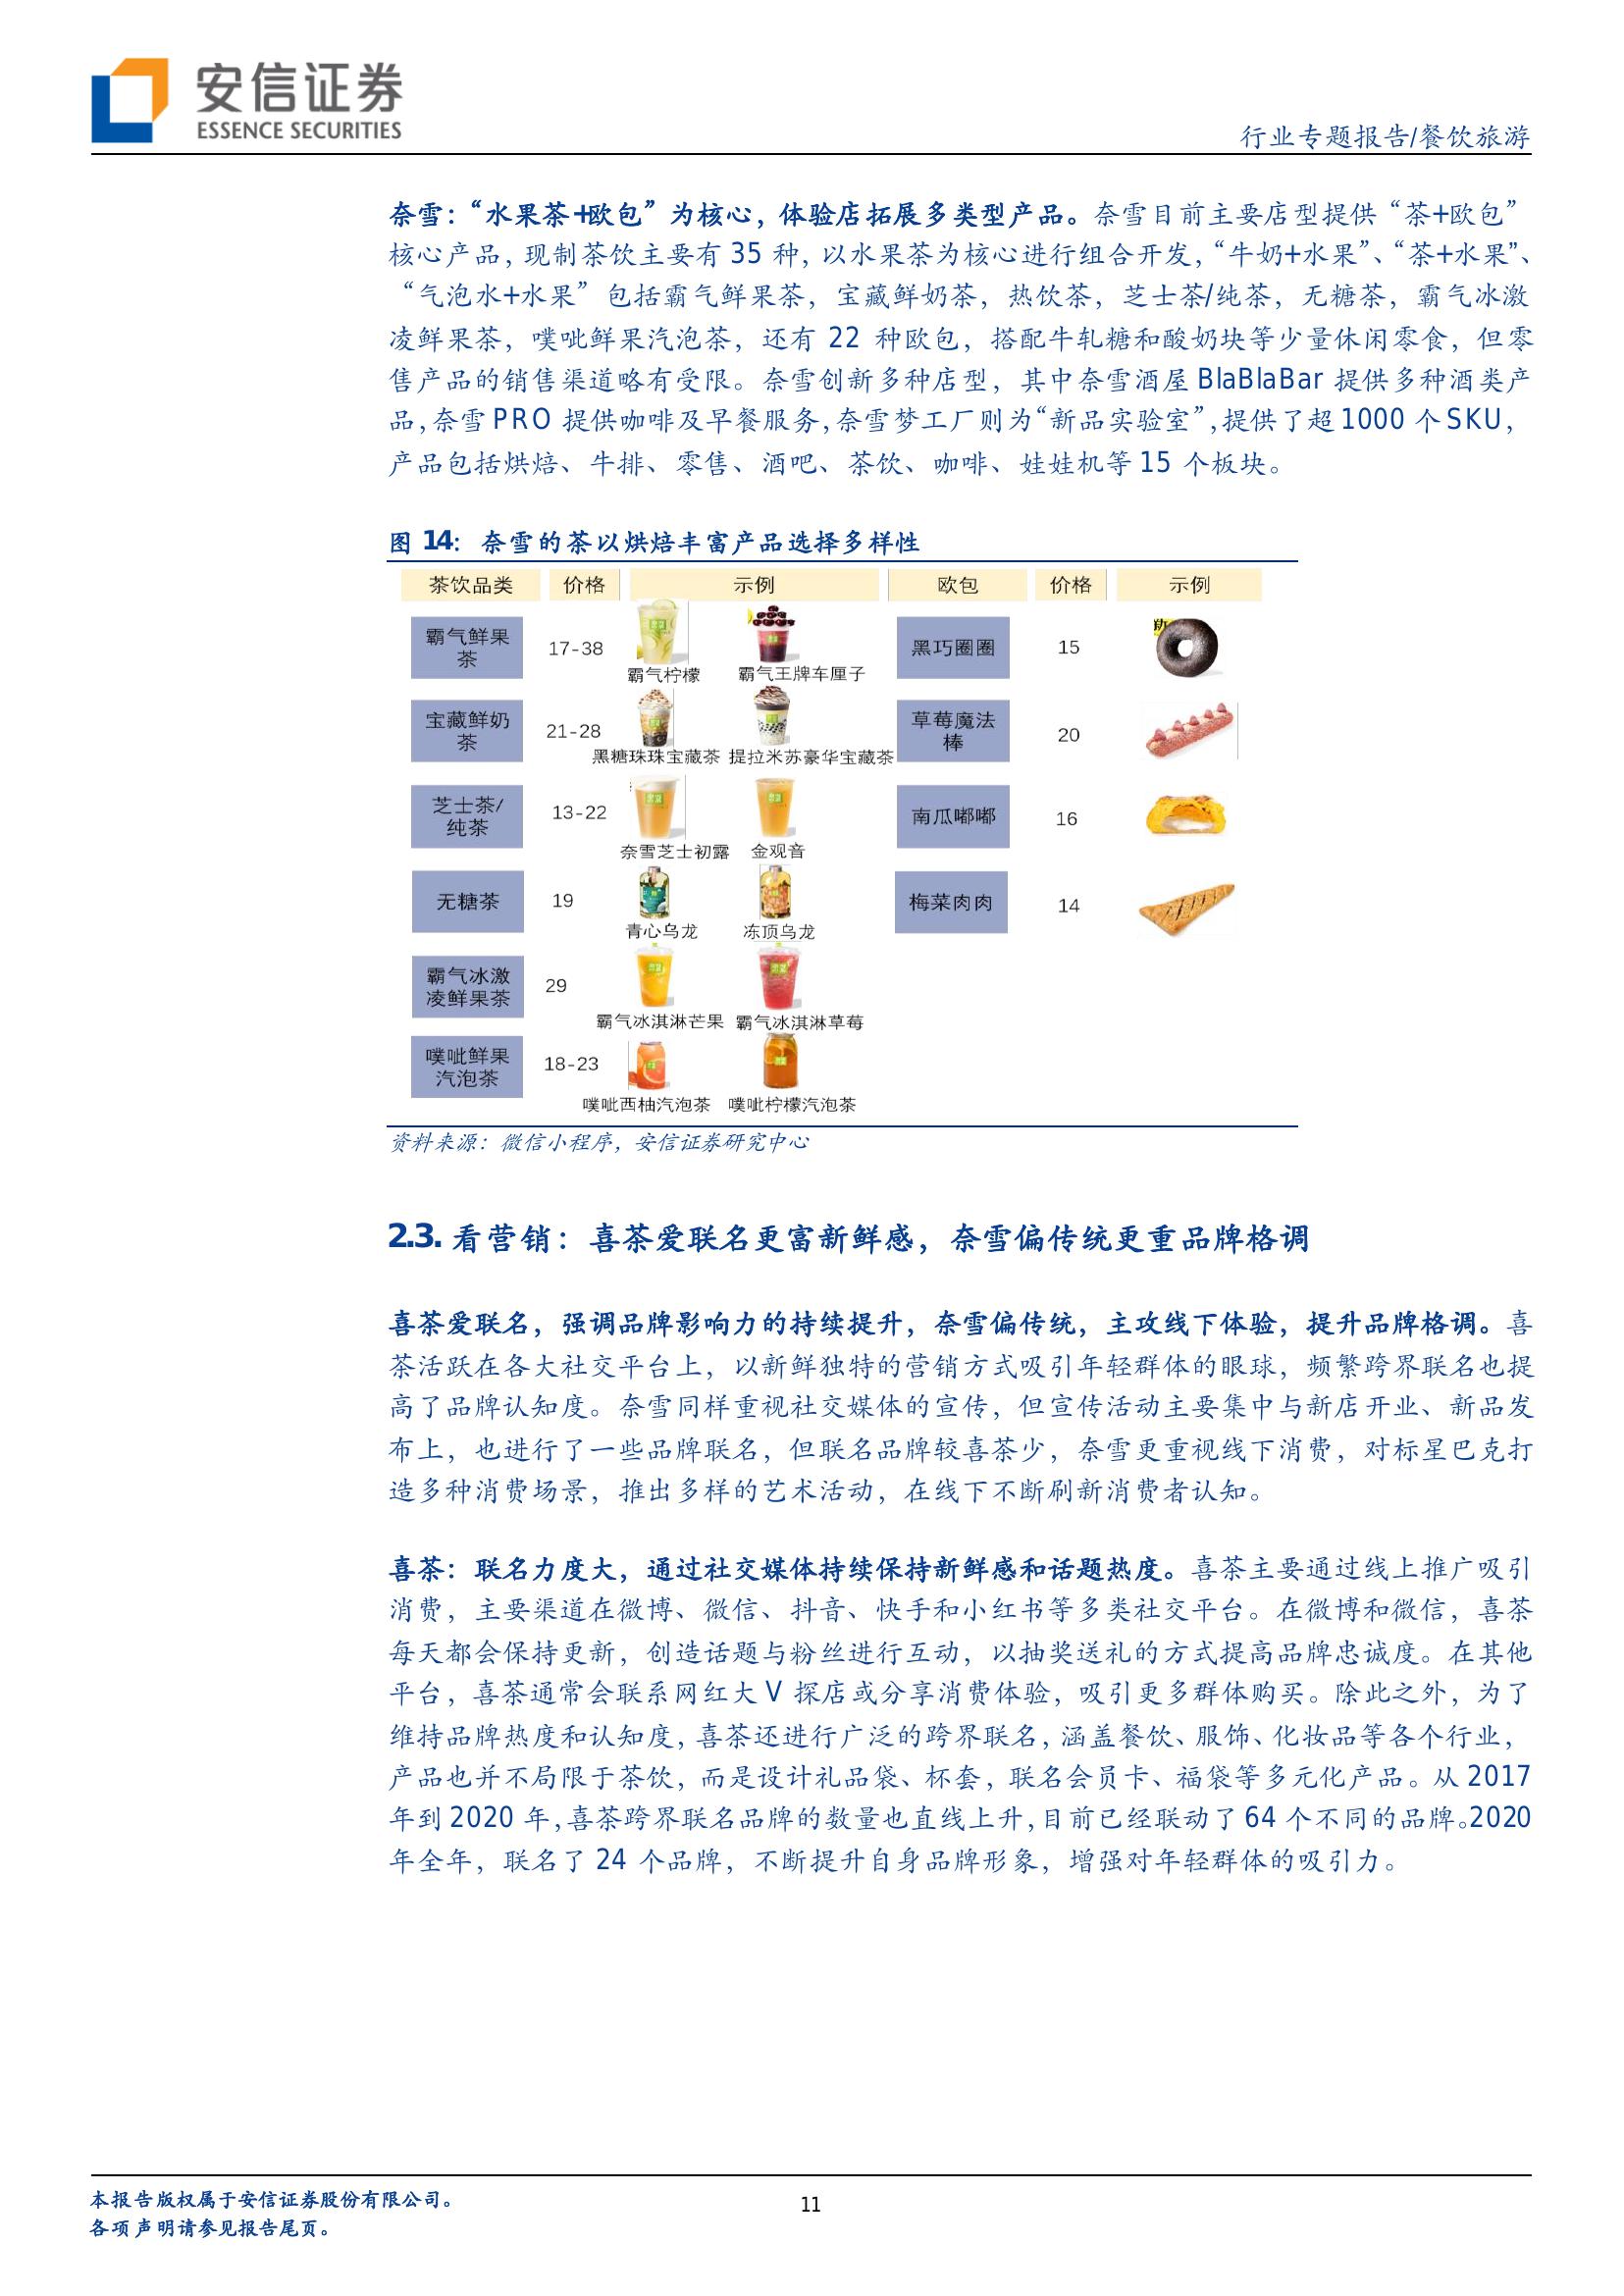 安信证券
ESSENCE SECURITIES
行业专题报告/餐饮旅游
奈雪：“水果茶+欧包”为核心，体验店拓展多类型产品。奈雪目前主要店型提供“茶+欧包”
核心产品，现制茶饮主要有 35 种，以水果茶为核心进行组合开发，“牛奶+水果”、“茶+水果”、
“气泡水+水果”包括霸气鲜果茶，宝藏鲜奶茶，热饮茶，芝士茶/纯茶，无糖茶，霸气冰激
凌鲜果茶，噗呲鲜果汽泡茶，还有 22 种欧包，搭配牛轧糖和酸奶块等少量休闲零食，但零
售产品的销售渠道略有受限。奈雪创新多种店型，其中奈雪酒屋 BlaBlaBar 提供多种酒类产
品，奈雪 PRO 提供咖啡及早餐服务，奈雪梦工厂则为“新品实验室”，提供了超 1000 个 SKU，
产品包括烘焙、牛排、零售、酒吧、茶饮、咖啡、娃娃机等 15 个板块。
图 14：奈雪的茶以烘焙丰富产品选择多样性
茶饮品类 价格 示例 欧包 价格 示例
霸气鲜果
茶
17-38
霸气柠檬 霸气王牌车厘子
黑巧圈圈 15
宝藏鲜奶
茶
21-28
黑糖珠珠宝藏茶 提拉米苏豪华宝藏茶
草莓魔法
棒
20
芝士茶/
纯茶
13-22
奈雪芝士初露 金观音
南瓜嘟嘟 16
无糖茶 19
青心乌龙 冻顶乌龙
梅菜肉肉 14
霸气冰激
凌鲜果茶
29
霸气冰淇淋芒果 霸气冰淇淋草莓
噗呲鲜果
汽泡茶
18-23
噗呲西柚汽泡茶 噗呲柠檬汽泡茶
资料来源：微信小程序，安信证券研究中心
2.3. 看营销：喜茶爱联名更富新鲜感，奈雪偏传统更重品牌格调
喜茶爱联名，强调品牌影响力的持续提升，奈雪偏传统，主攻线下体验，提升品牌格调。喜
茶活跃在各大社交平台上，以新鲜独特的营销方式吸引年轻群体的眼球，频繁跨界联名也提
高了品牌认知度。奈雪同样重视社交媒体的宣传，但宣传活动主要集中与新店开业、新品发
布上，也进行了一些品牌联名，但联名品牌较喜茶少，奈雪更重视线下消费，对标星巴克打
造多种消费场景，推出多样的艺术活动，在线下不断刷新消费者认知。
喜茶：联名力度大，通过社交媒体持续保持新鲜感和话题热度。喜茶主要通过线上推广吸引
消费，主要渠道在微博、微信、抖音、快手和小红书等多类社交平台。在微博和微信，喜茶
每天都会保持更新，创造话题与粉丝进行互动，以抽奖送礼的方式提高品牌忠诚度。在其他
平台，喜茶通常会联系网红大 V 探店或分享消费体验，吸引更多群体购买。除此之外，为了
维持品牌热度和认知度，喜茶还进行广泛的跨界联名，涵盖餐饮、服饰、化妆品等各个行业，
产品也并不局限于茶饮，而是设计礼品袋、杯套，联名会员卡、福袋等多元化产品。从 2017
年到 2020 年，喜茶跨界联名品牌的数量也直线上升，目前已经联动了 64 个不同的品牌。2020
年全年，联名了 24 个品牌，不断提升自身品牌形象，增强对年轻群体的吸引力。
本报告版权属于安信证券股份有限公司。
各项声明请参见报告尾页。
11